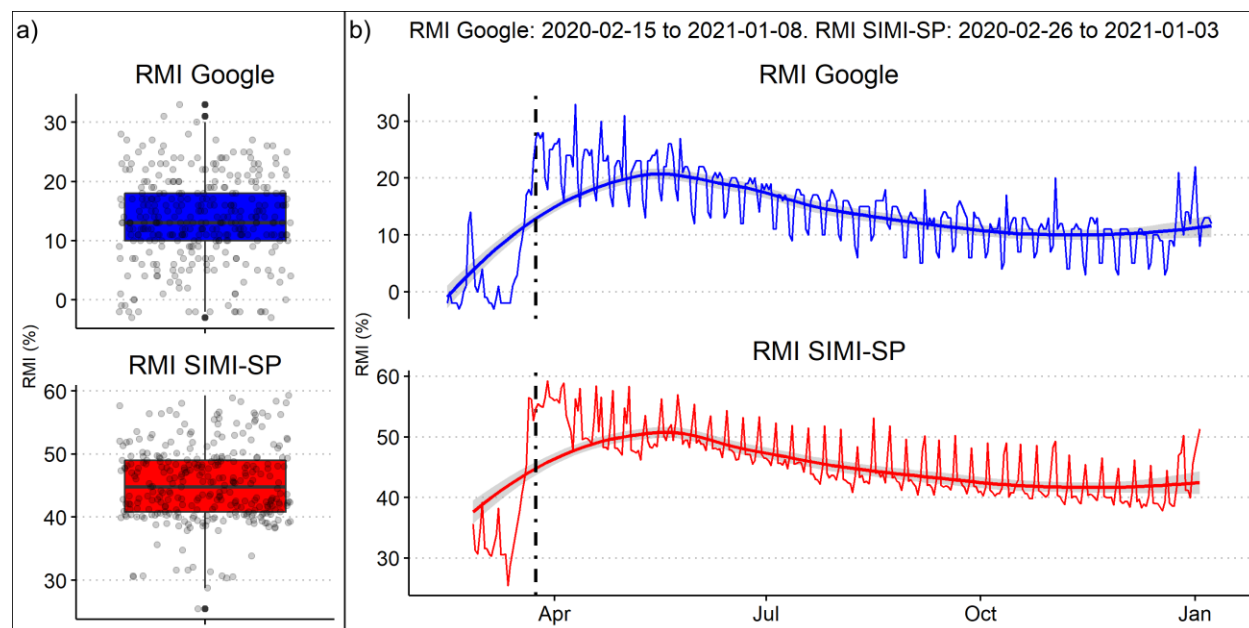 a)
RMI Google
30
20
10
0
RMI (%)
RMI SIMI-SP
60
50
40
30
b) RMI Google: 2020-02-15 to 2021-01-08. RMI SIMI-SP: 2020-02-26 to 2021-01-03
RMI Google
30
20
10
0
RMI (%)
RMI SIMI-SP
60
50
40
30
Apr Jul Oct Jan